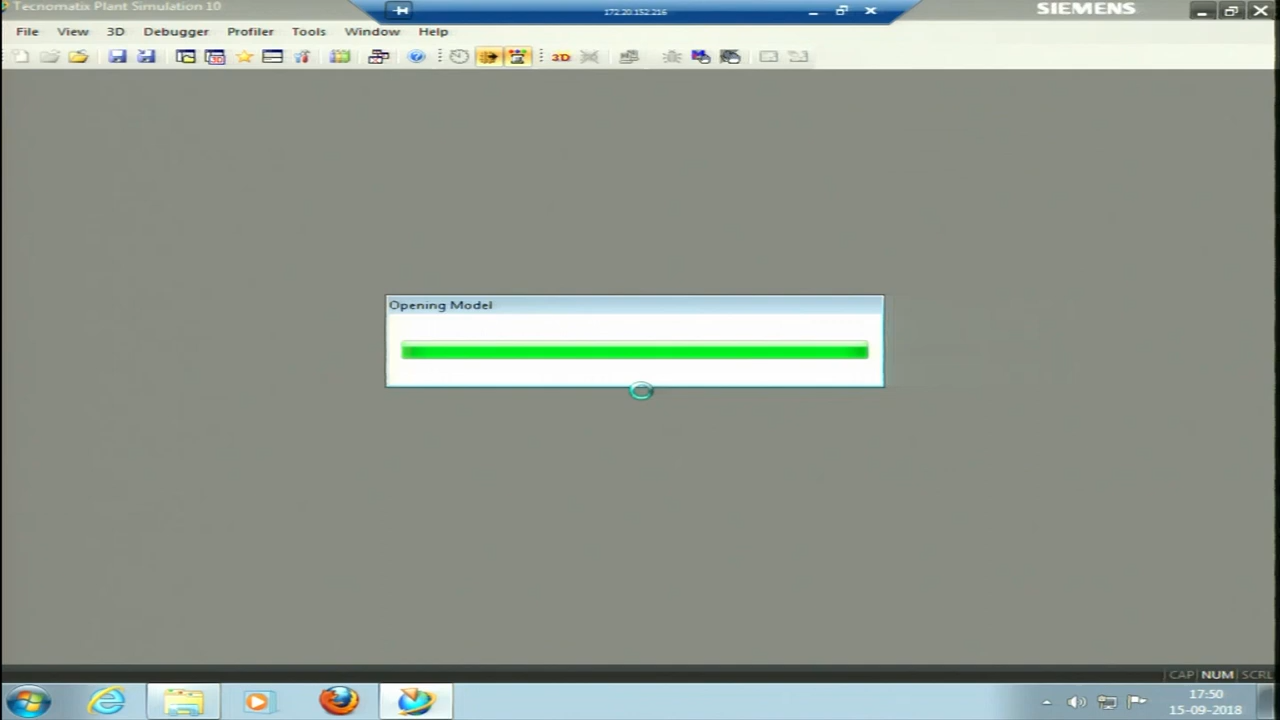 Tecnomatix Plant Simulation 10
172.20.152.216
SIEMENS
File View 3D Debugger Profiler Tools Window Help
3D
Opening Model
CAP NUM SCRL
17:50
15-09-2018